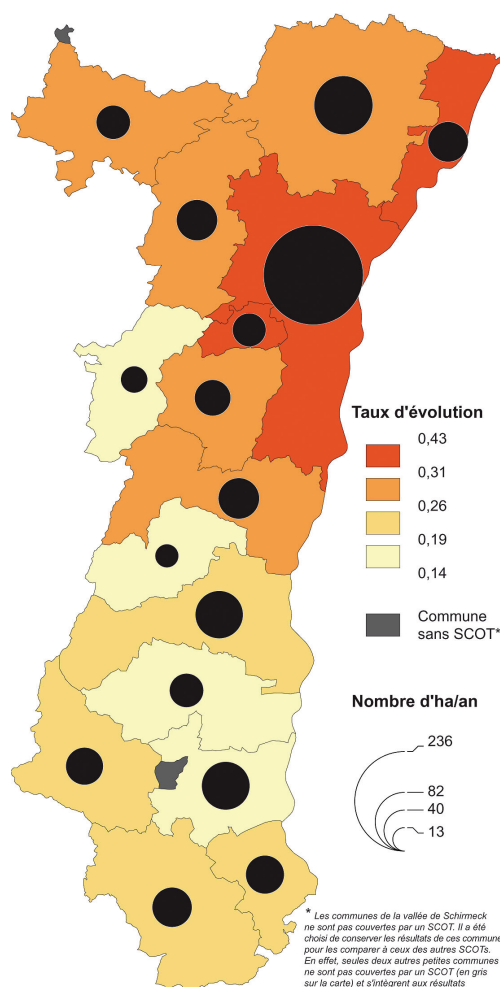 Taux d'évolution
0,43
0,31
0,26
0,19
0,14
Commune
sans SCOT*
Nombre d'ha/an
236
82
40
13
* Les communes de la vallée de Schirmeck
ne sont pas couvertes par un SCOT. Il a été
choisi de conserver les résultats de ces commune
pour les comparer à ceux des autres SCOTs.
En effet, seules deux autres petites communes
ne sont pas couvertes par un SCOT (en gris
sur la carte) et s'intègrent aux résultats